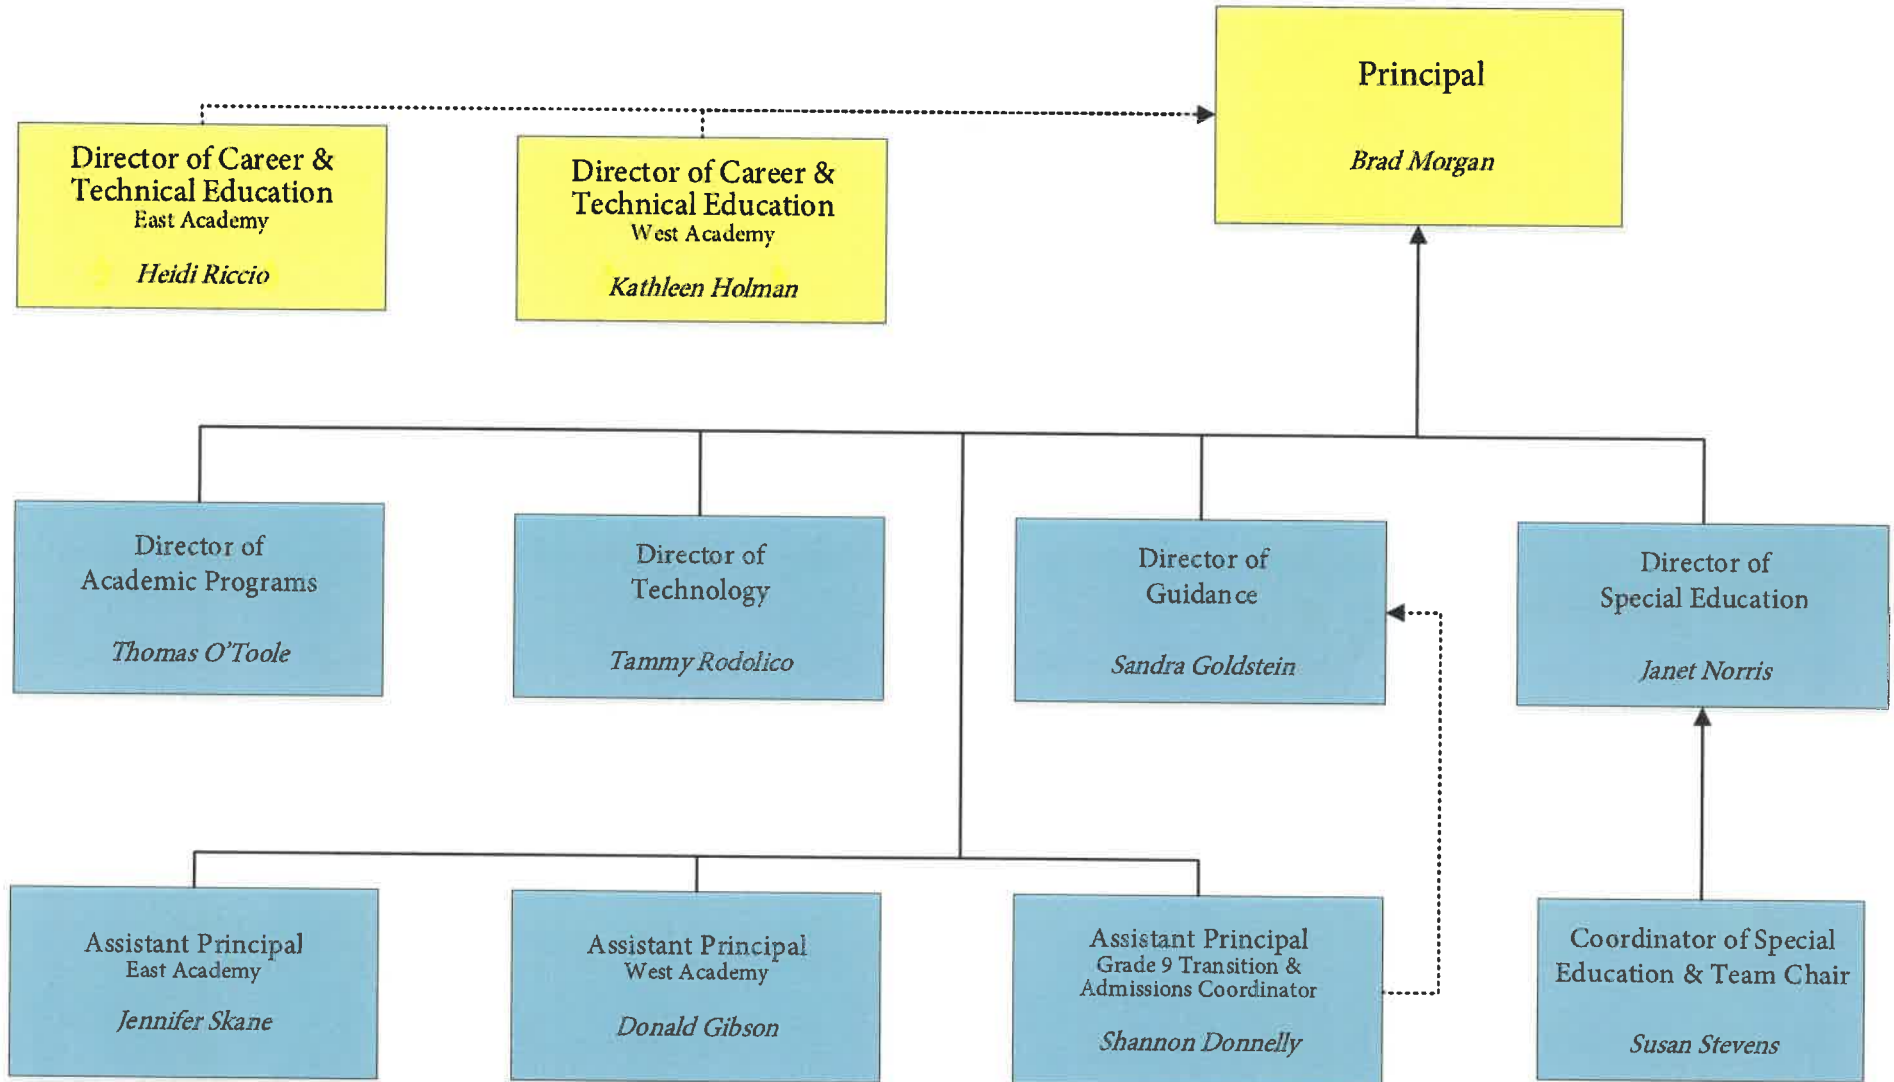 Principal
Brad Morgan
Director of Career &
Technical Education
East Academy
Heidi Riccio
Director of Career &
Technical Education
West Academy
Kathleen Holman
Director of
Academic Programs
Thomas O'Toole
Director of
Technology
Tammy Rodolico
Director of
Guidance
Sandra Goldstein
Director of
Special Education
Janet Norris
Assistant Principal
East Academy
Jennifer Skane
Assistant Principal
West Academy
Donald Gibson
Assistant Principal
Grade 9 Transition &
Admissions Coordinator
Shannon Donnelly
Coordinator of Special
Education & Team Chair
Susan Stevens